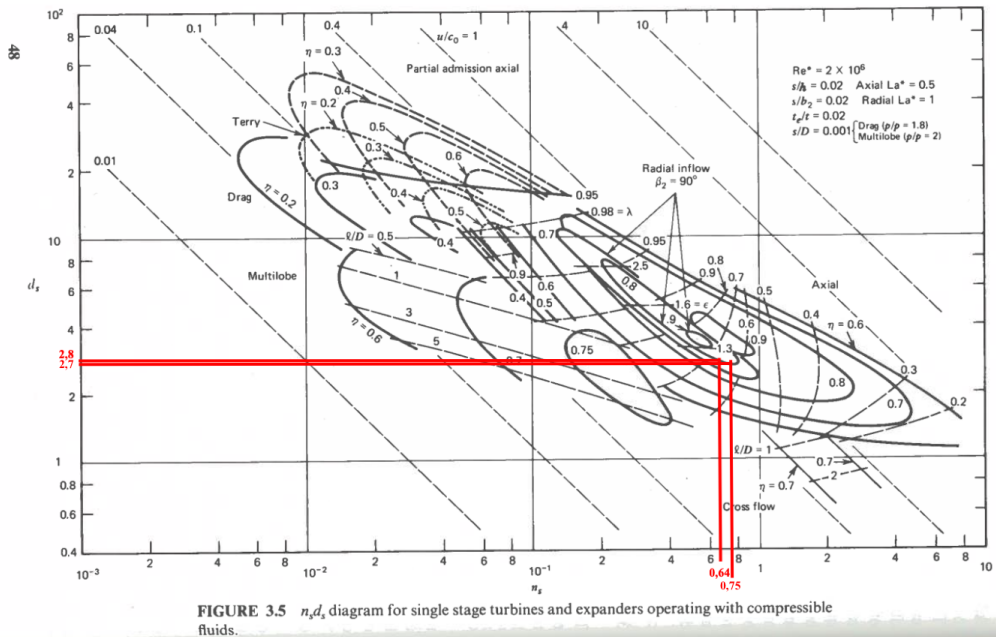 48
10²
8
6
4
2
10
8
6
4
2
1
0.8
0.6
0.4
d_s
2,8
2,7
0.04
0.1
0.4
u/c₀ = 1
4
10
0.01
Partial admission axial
Re* = 2 × 10⁶
s/h = 0.02 Axial La* = 0.5
s/b₂ = 0.02 Radial La* = 1
t_e/t = 0.02
s/D = 0.001 { Drag (p/p = 1.8)
Multilobe (p/p = 2)
η = 0.3
0.4
η = 0.2
Terry
0.5
0.3
0.6
0.4
0.5
η = 0.2
0.3
Drag
0.4
ℓ/D = 0.5
Multilobe
1
3
5
η = 0.6
0.75
0.9
0.4
0.5
0.6
0.7
Radial inflow
β₂ = 90°
0.95
0.98 = λ
0.95
0.9
0.8
0.7
0.5
0.4
0.3
0.2
2.5
0.8
1.6 = ϵ
.9
1.3
0.6
0.9
Axial
η = 0.6
0.8
0.7
ℓ/D = 1
0.7
2
η = 0.7
Cross flow
10⁻³ 2 4 6 8 10⁻² 2 4 6 8 10⁻¹ 2 4 6 8 1 2 4 6 8 10
0,64
0,75
n_s
FIGURE 3.5 n_sd_s diagram for single stage turbines and expanders operating with compressible
fluids.